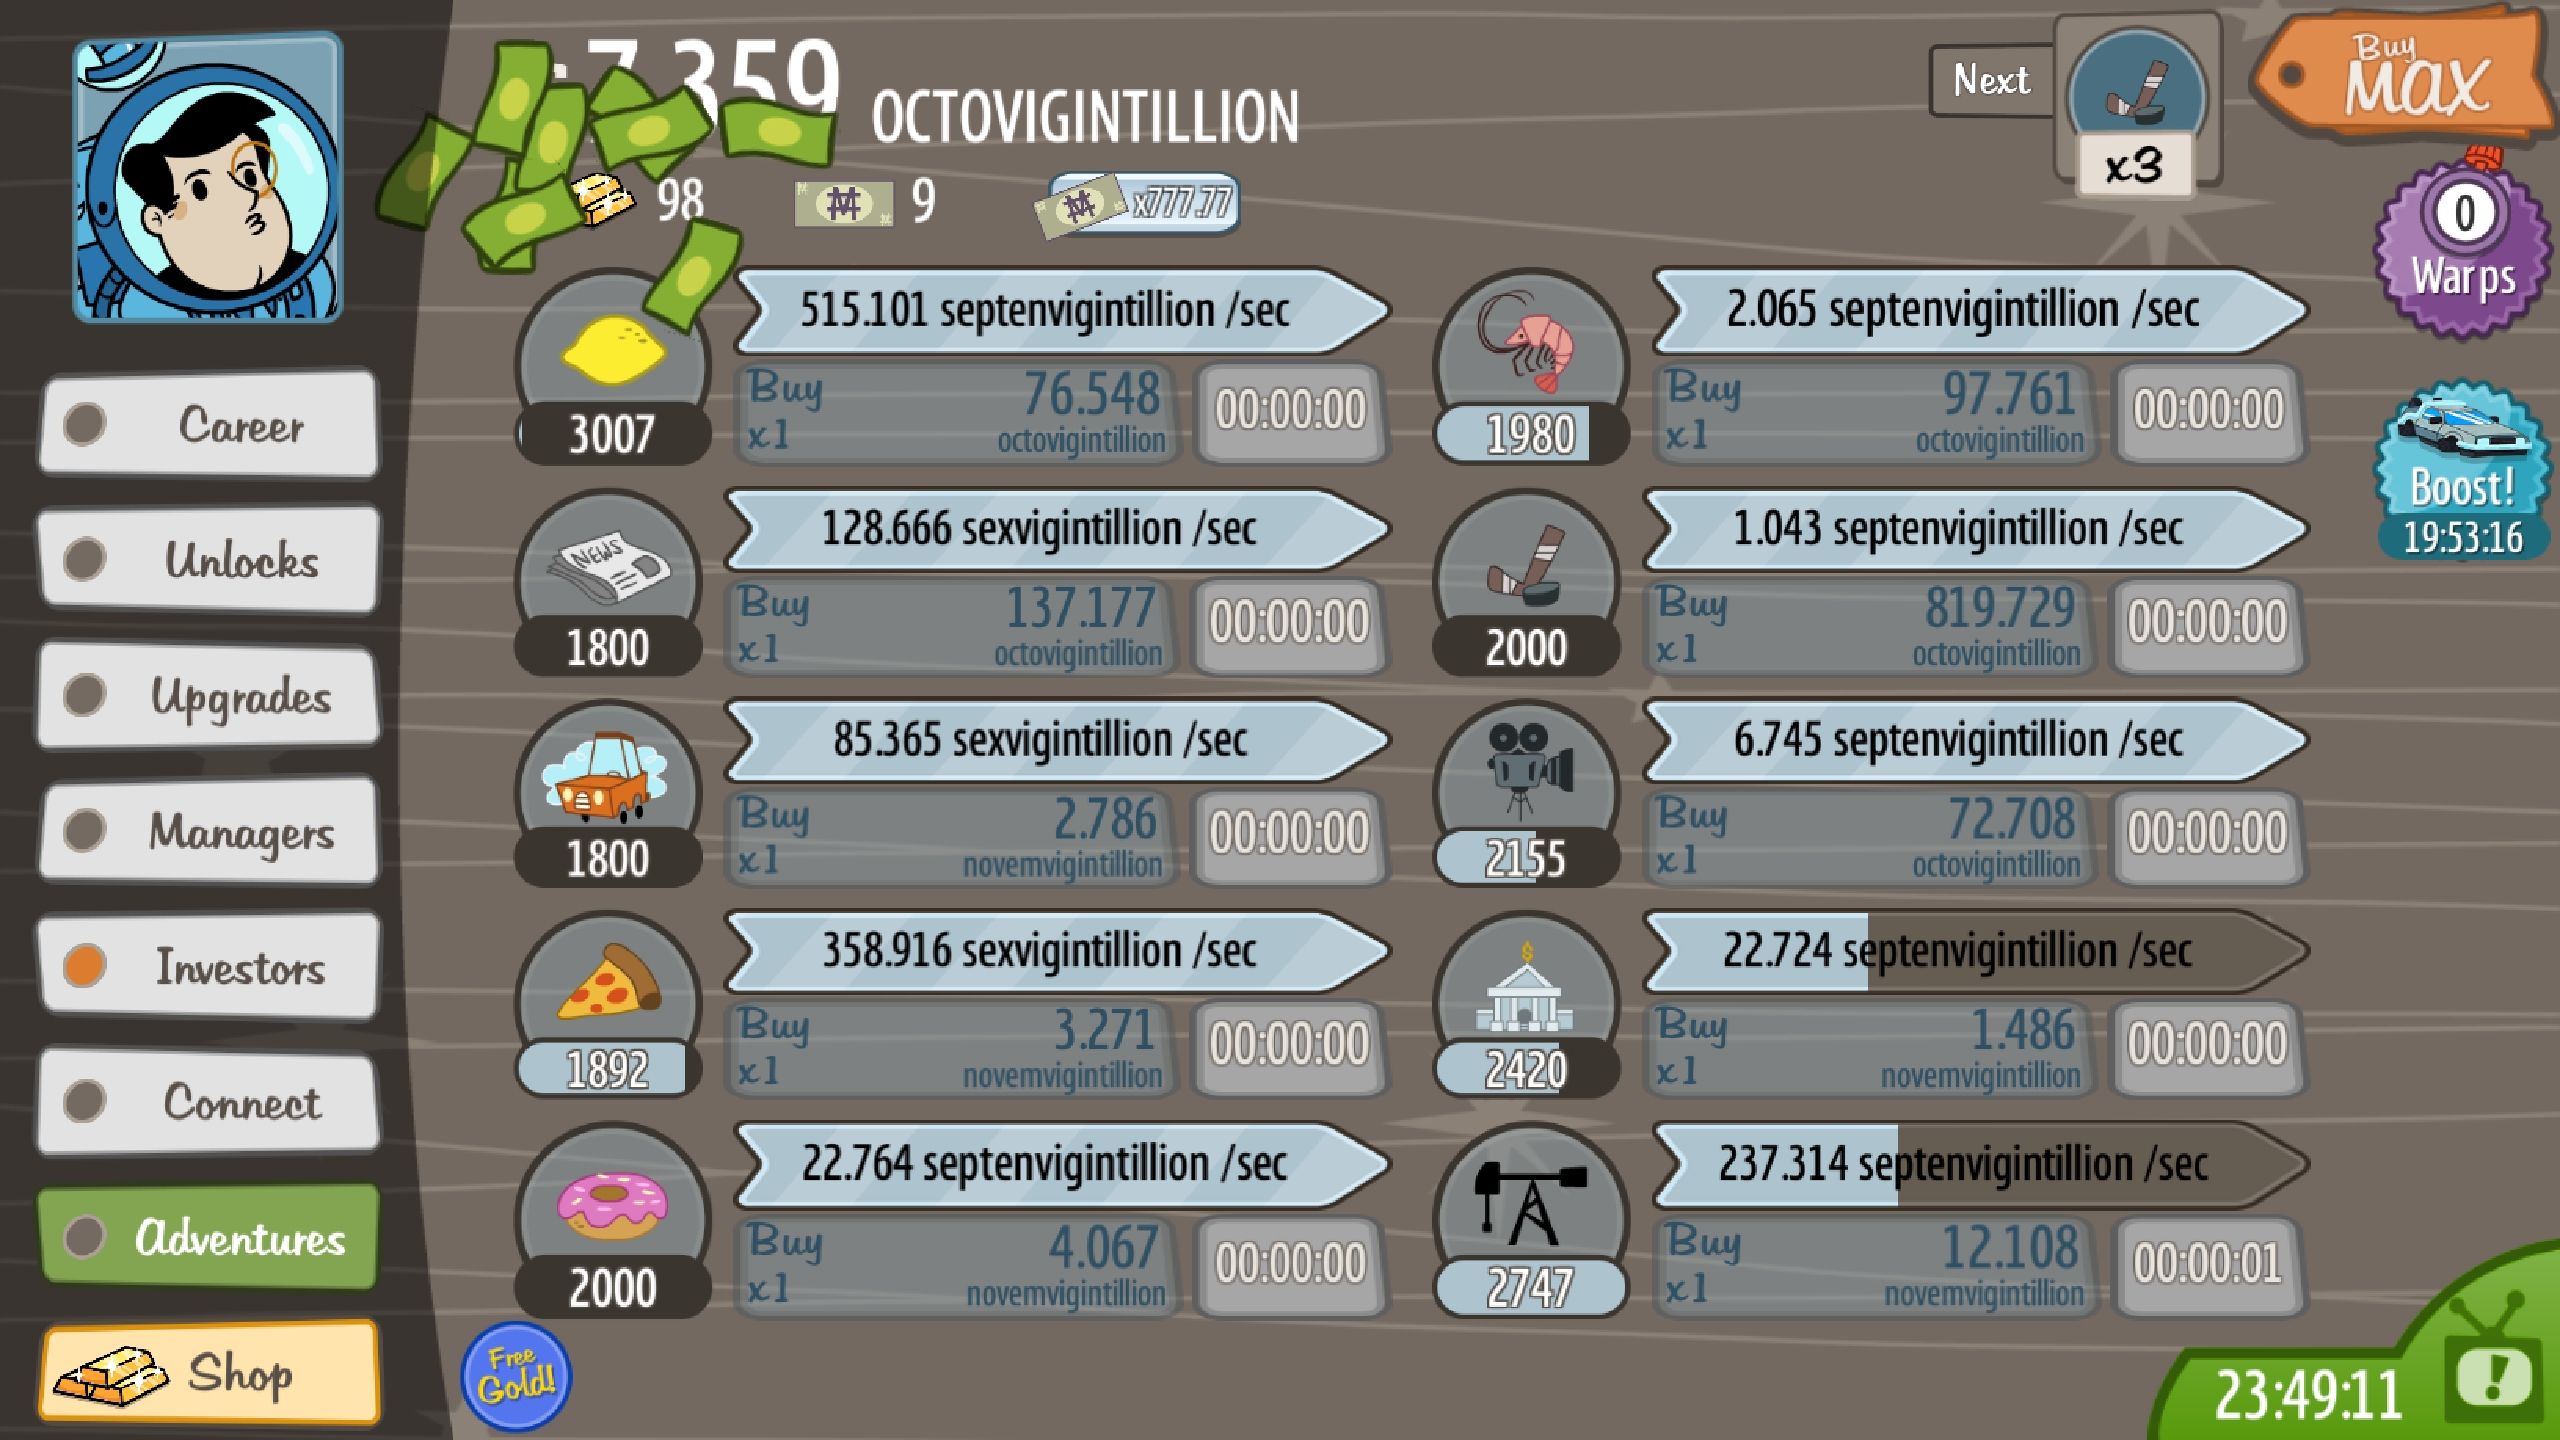 7.359 OCTOVIGINTILLION
Next
x3
Buy
MAX
98
9
x777.77
0
Warps
Boost!
19:53:16
Career
Unlocks
Upgrades
Managers
Investors
Connect
Adventures
Shop
515.101 septenvigintillion /sec
3007
Buy
x1
76.548
octovigintillion
00:00:00
2.065 septenvigintillion /sec
1980
Buy
x1
97.761
octovigintillion
00:00:00
NEWS
128.666 sexvigintillion /sec
1800
Buy
x1
137.177
octovigintillion
00:00:00
1.043 septenvigintillion /sec
2000
Buy
x1
819.729
octovigintillion
00:00:00
85.365 sexvigintillion /sec
1800
Buy
x1
2.786
novemvigintillion
00:00:00
6.745 septenvigintillion /sec
2155
Buy
x1
72.708
octovigintillion
00:00:00
358.916 sexvigintillion /sec
1892
Buy
x1
3.271
novemvigintillion
00:00:00
22.724 septenvigintillion /sec
2420
Buy
x1
1.486
novemvigintillion
00:00:00
22.764 septenvigintillion /sec
2000
Buy
x1
4.067
novemvigintillion
00:00:00
237.314 septenvigintillion /sec
2747
Buy
x1
12.108
novemvigintillion
00:00:01
Free
Gold!
23:49:11